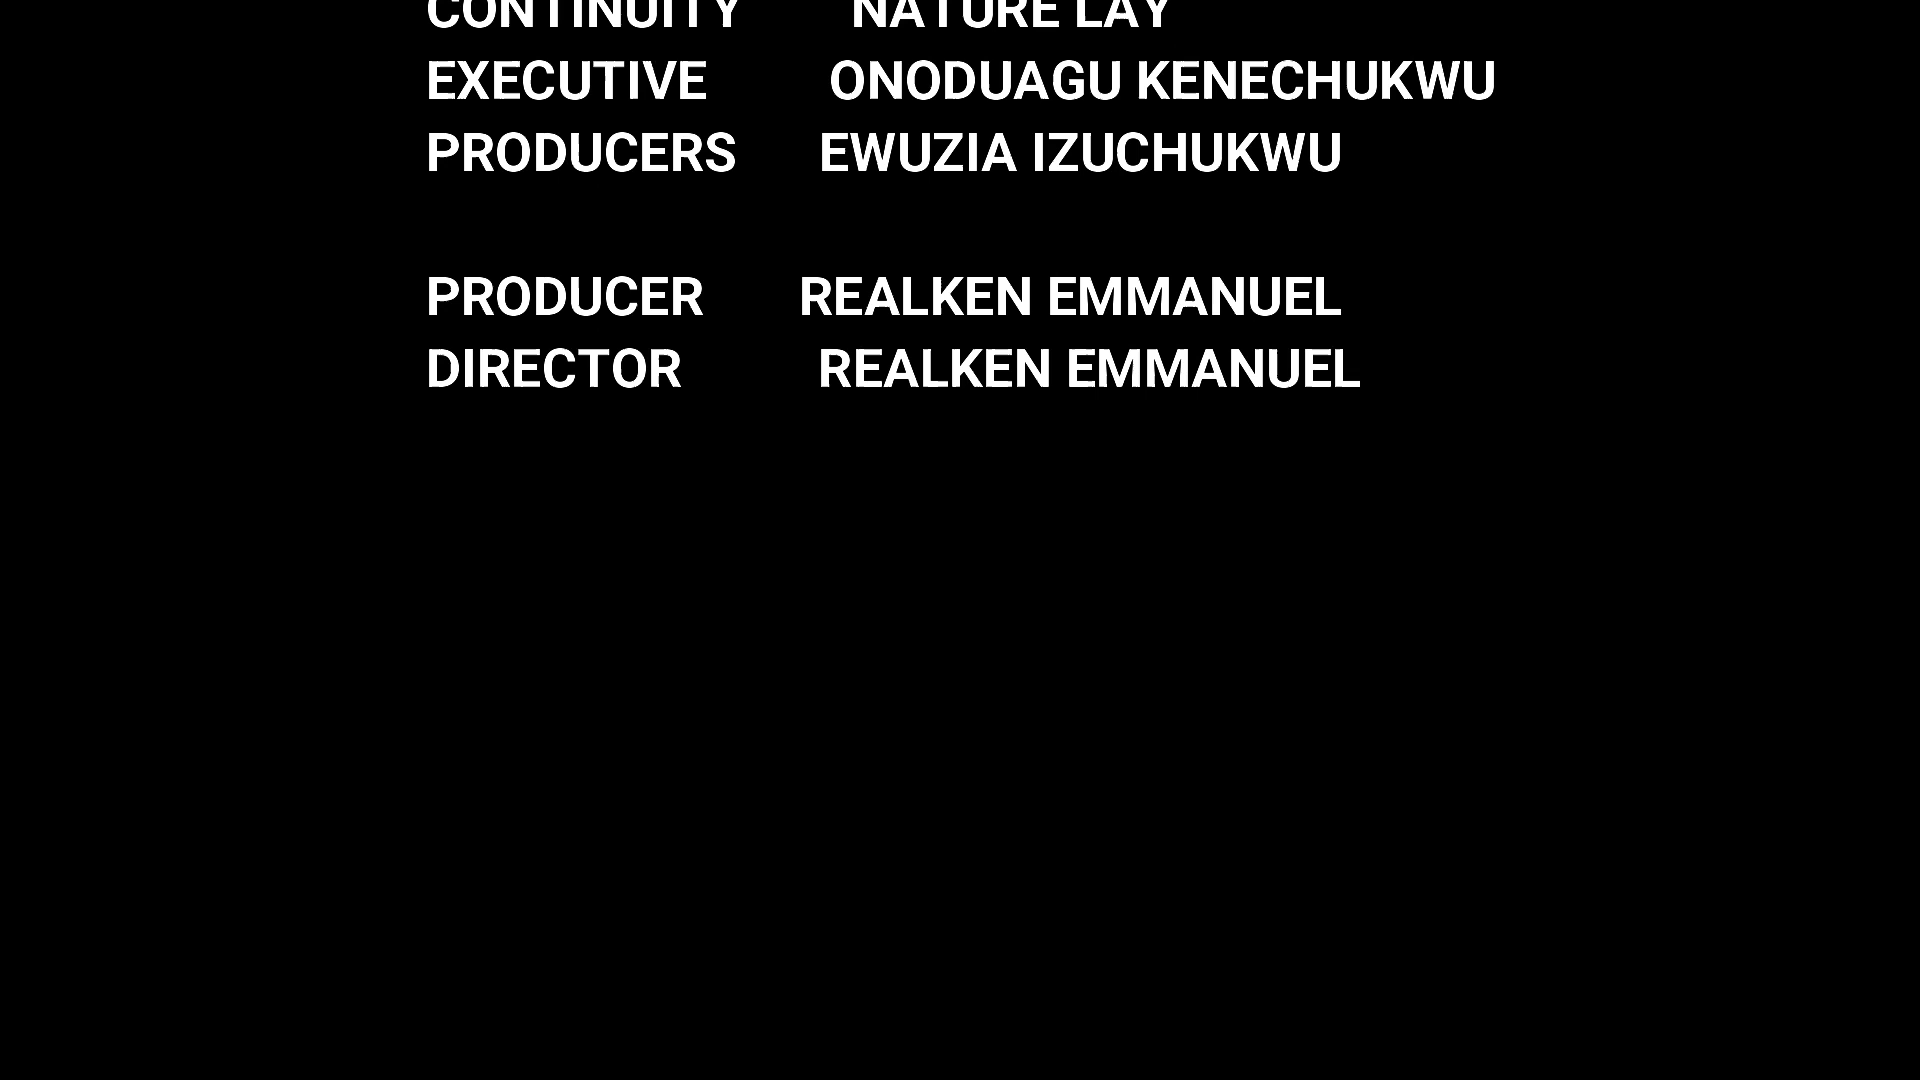 CONTINUITY NATURE LAY
EXECUTIVE ONODUAGU KENECHUKWU
PRODUCERS EWUZIA IZUCHUKWU
PRODUCER REALKEN EMMANUEL
DIRECTOR REALKEN EMMANUEL